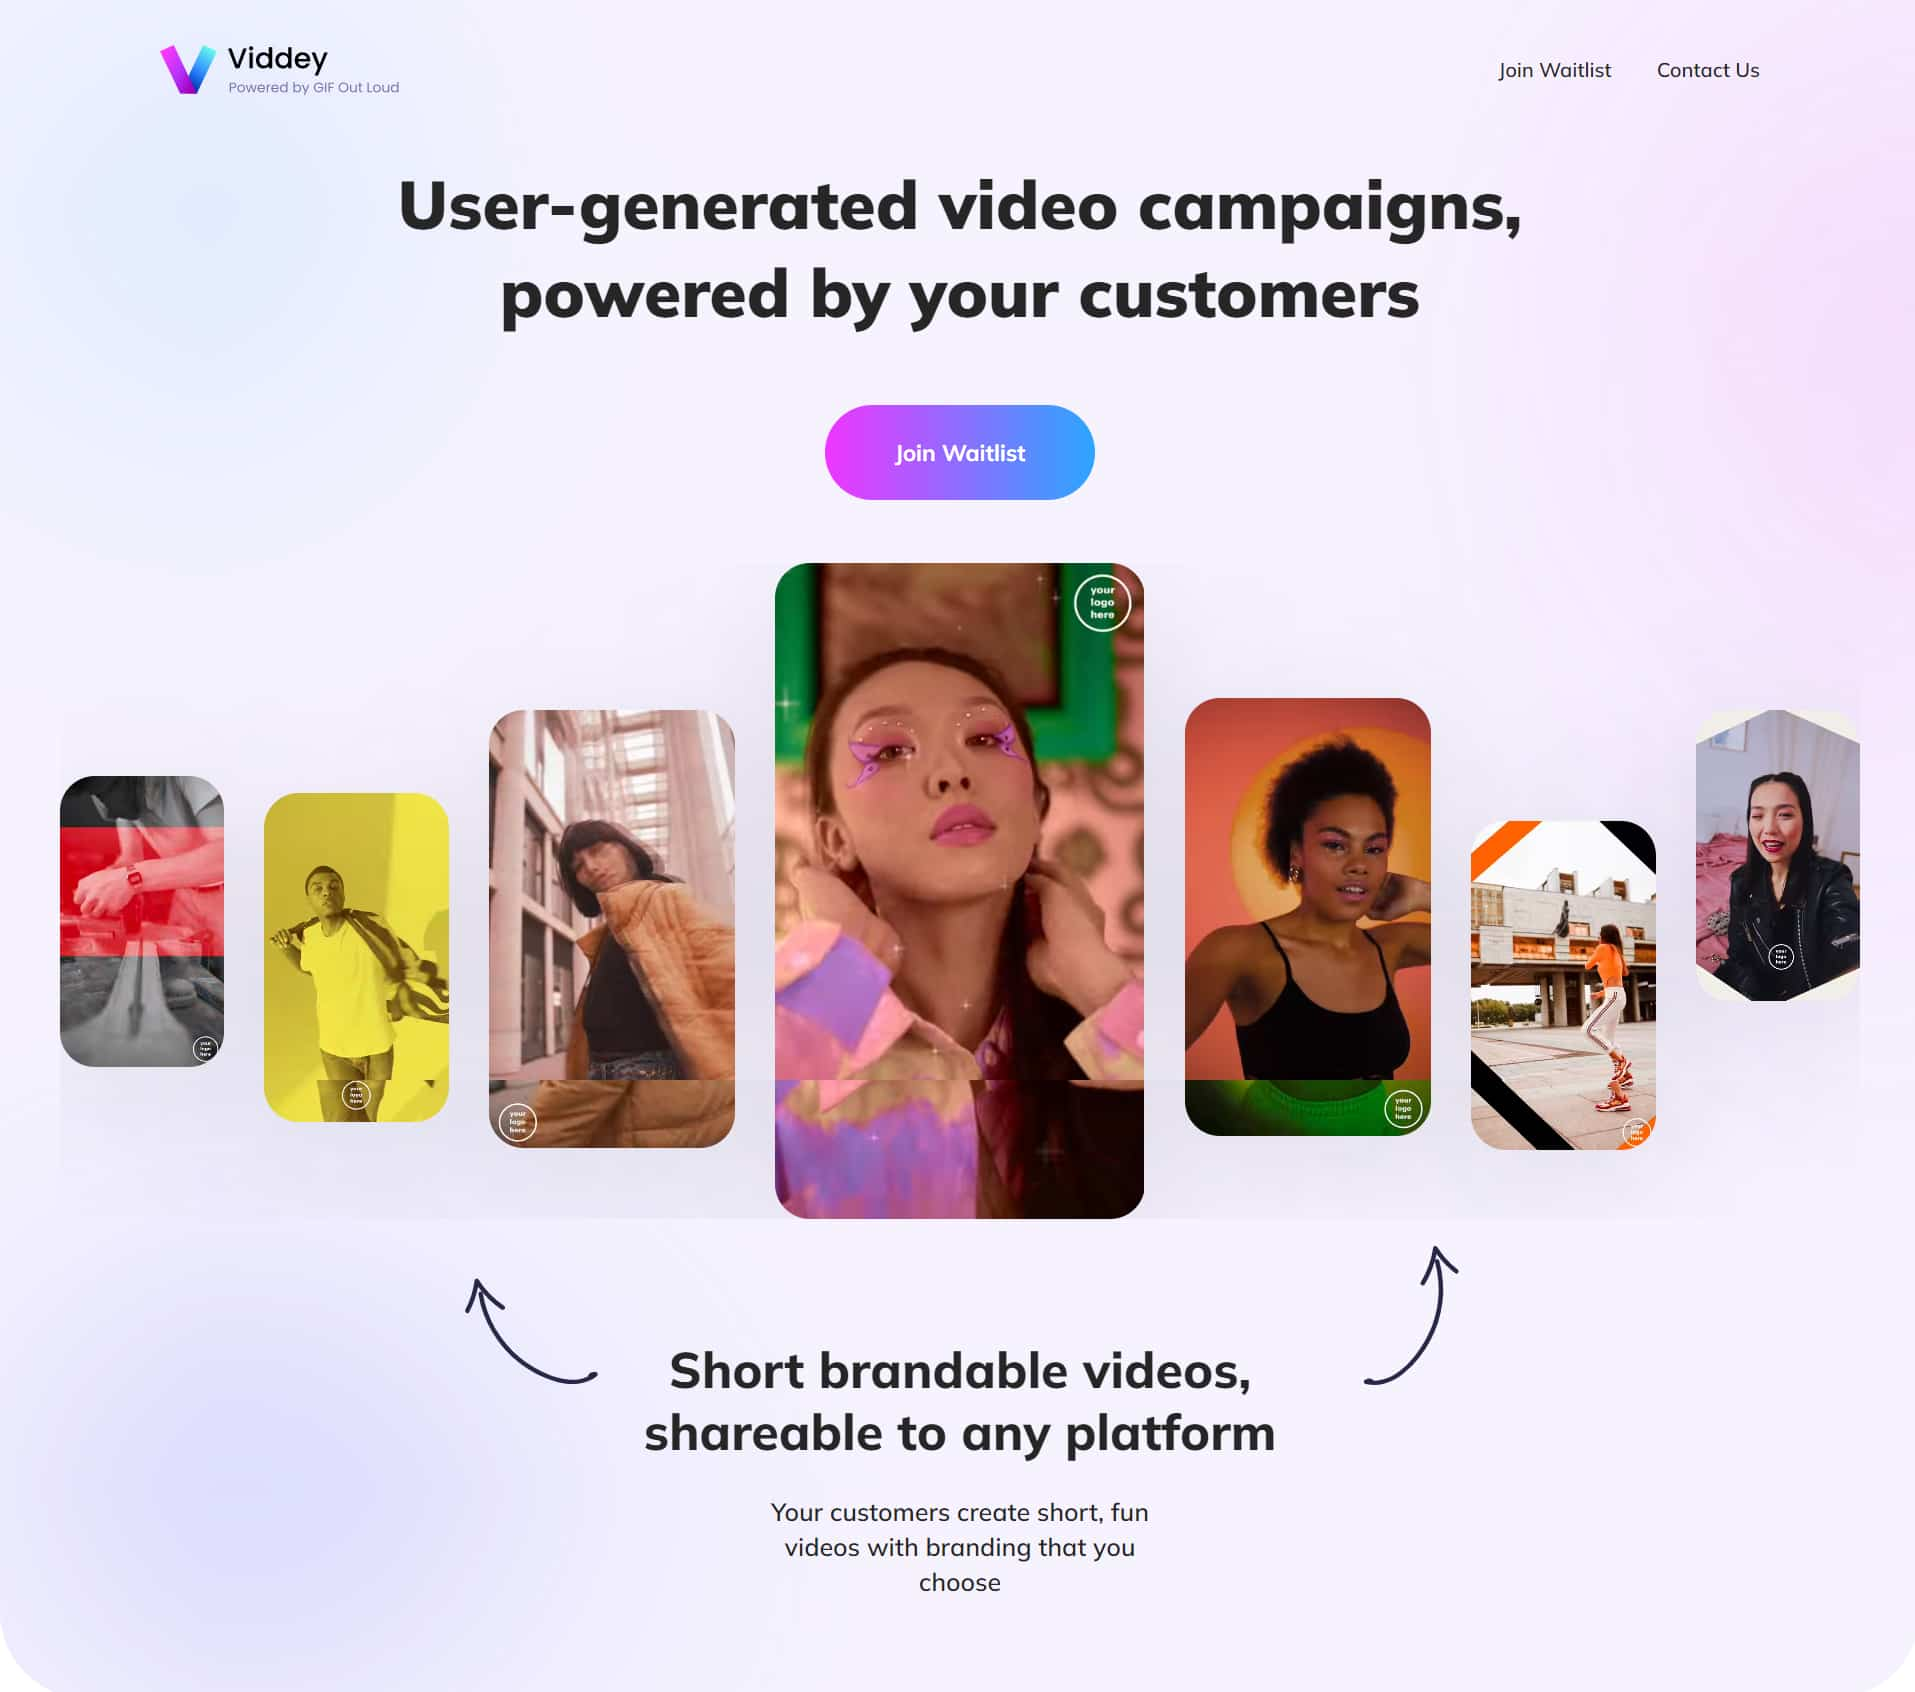 Viddey
Powered by GIF Out Loud
Join Waitlist
Contact Us
User-generated video campaigns,
powered by your customers
Join Waitlist
your
logo
here
your
logo
here
your
logo
here
your
logo
here
your
logo
here
your
logo
here
your
logo
here
Short brandable videos,
shareable to any platform
Your customers create short, fun
videos with branding that you
choose